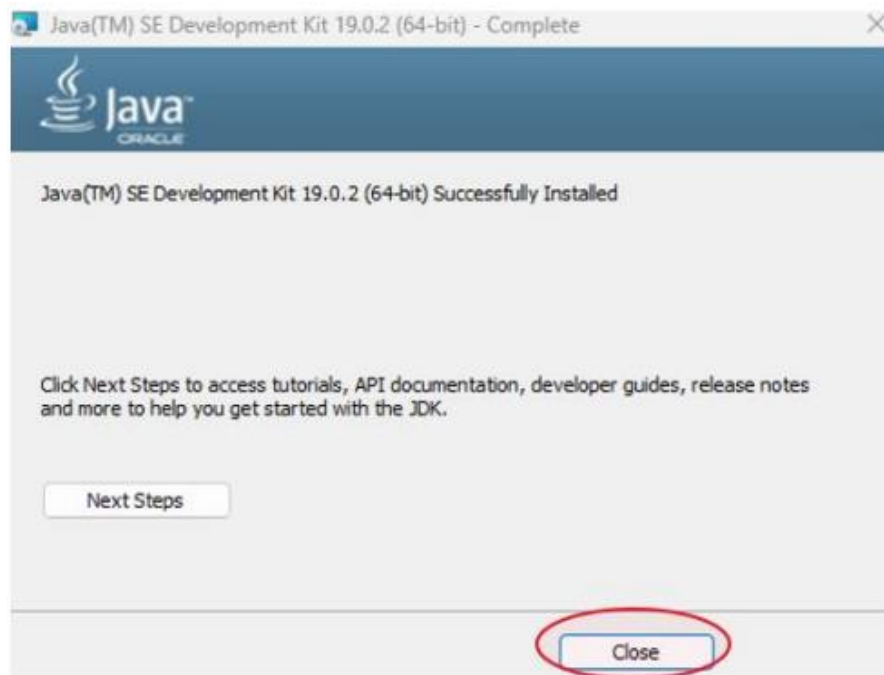 Java(TM) SE Development Kit 19.0.2 (64-bit) - Complete
Java™
ORACLE
Java(TM) SE Development Kit 19.0.2 (64-bit) Successfully Installed
Click Next Steps to access tutorials, API documentation, developer guides, release notes
and more to help you get started with the JDK.
Next Steps
Close